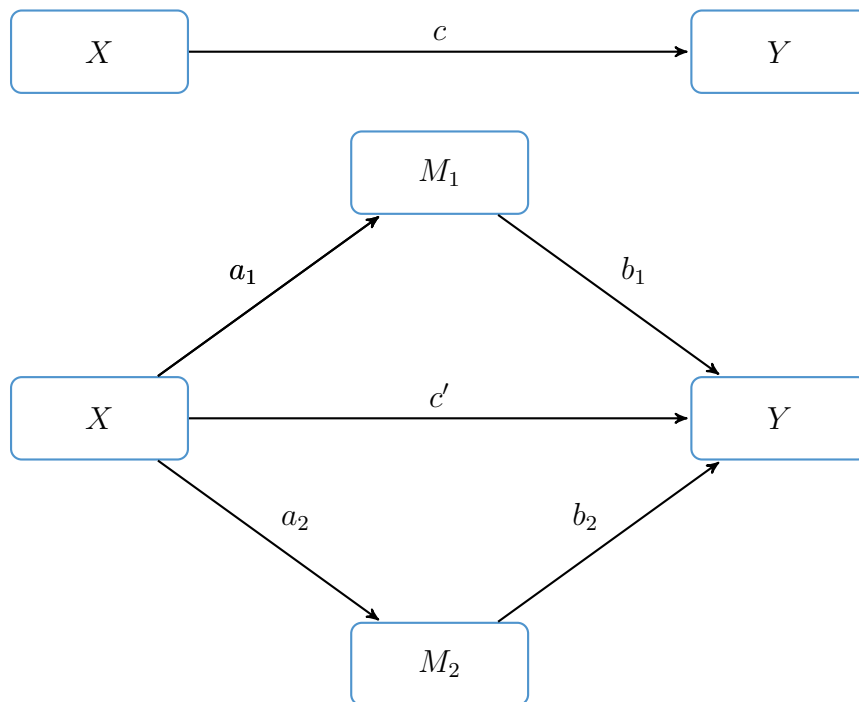 c
X Y
M₁
a₁ b₁
c′
X Y
a₂ b₂
M₂